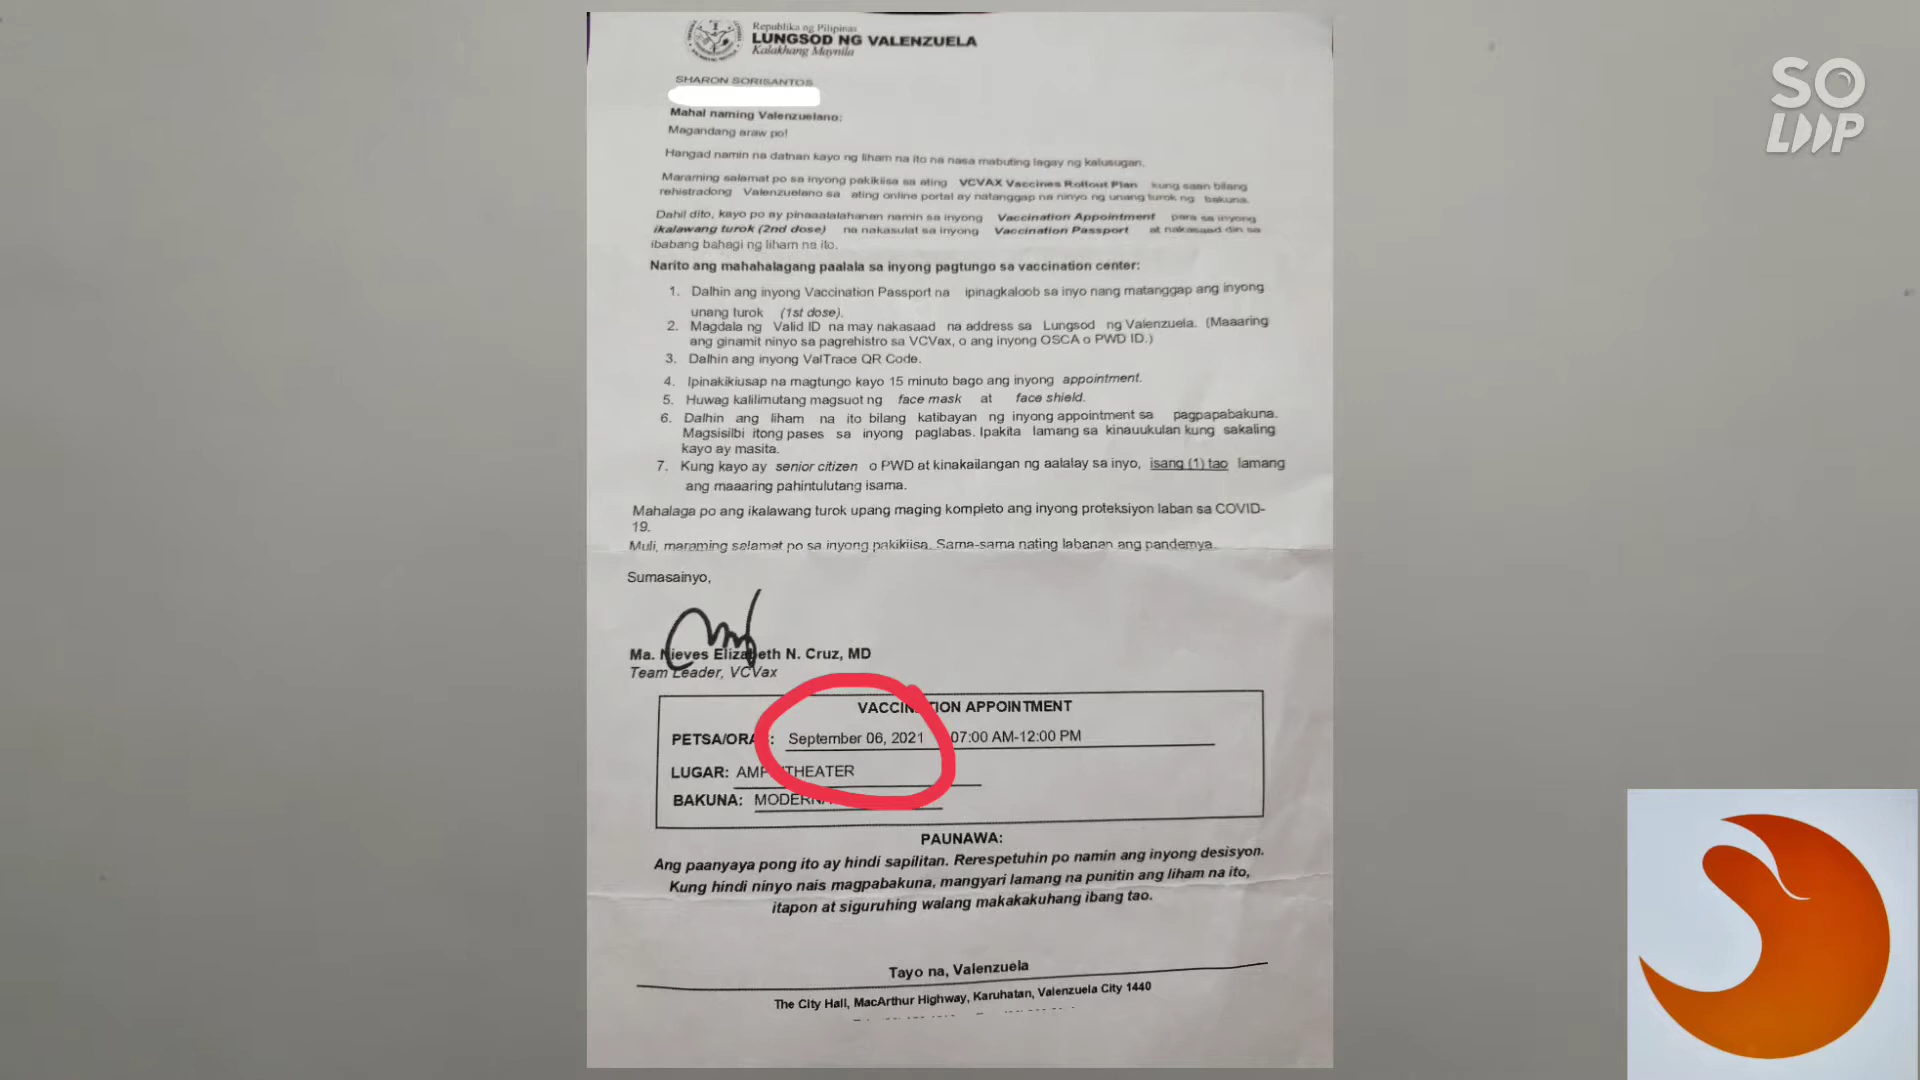 Republika ng Pilipinas
LUNGSOD NG VALENZUELA
Kalakhang Maynila
SHARON SORISANTOS
Mahal naming Valenzuelano:
Magandang araw po!
Hangad namin na datnan kayo ng liham na ito na nasa mabuting lagay ng kalusugan.
Maraming salamat po sa inyong pakikiisa sa ating VCVAX Vaccines Rollout Plan kung saan bilang
rehistradong Valenzuelano sa ating online portal ay natanggap na ninyo ng unang turok ng bakuna.
Dahil dito, kayo po ay pinaaalalahanan namin sa inyong Vaccination Appointment para sa inyong
ikalawang turok (2nd dose) na nakasulat sa inyong Vaccination Passport at nakasaad din sa
ibabang bahagi ng liham na ito.
Narito ang mahahalagang paalala sa inyong pagtungo sa vaccination center:
1. Dalhin ang inyong Vaccination Passport na ipinagkaloob sa inyo nang matanggap ang inyong
unang turok (1st dose).
2. Magdala ng Valid ID na may nakasaad na address sa Lungsod ng Valenzuela. (Maaaring
ang ginamit ninyo sa pagrehistro sa VCVax, o ang inyong OSCA o PWD ID.)
3. Dalhin ang inyong ValTrace QR Code.
4. Ipinakikiusap na magtungo kayo 15 minuto bago ang inyong appointment.
5. Huwag kalilimutang magsuot ng face mask at face shield.
6. Dalhin ang liham na ito bilang katibayan ng inyong appointment sa pagpapabakuna.
Magsisilbi itong pases sa inyong paglabas. Ipakita lamang sa kinauukulan kung sakaling
kayo ay masita.
7. Kung kayo ay senior citizen o PWD at kinakailangan ng aalalay sa inyo, isang (1) tao lamang
ang maaaring pahintulutang isama.
Mahalaga po ang ikalawang turok upang maging kompleto ang inyong proteksiyon laban sa COVID-
19.
Muli, maraming salamat po sa inyong pakikiisa. Sama-sama nating labanan ang pandemya.
Sumasainyo,
Ma. Nieves Elizabeth N. Cruz, MD
Team Leader, VCVax
VACCINATION APPOINTMENT
PETSA/ORAS: September 06, 2021 07:00 AM-12:00 PM
LUGAR: AMPITHEATER
BAKUNA: MODERNA
PAUNAWA:
Ang paanyaya pong ito ay hindi sapilitan. Rerespetuhin po namin ang inyong desisyon.
Kung hindi ninyo nais magpabakuna, mangyari lamang na punitin ang liham na ito,
itapon at siguruhing walang makakakuhang ibang tao.
Tayo na, Valenzuela
The City Hall, MacArthur Highway, Karuhatan, Valenzuela City 1440
SOLOOP